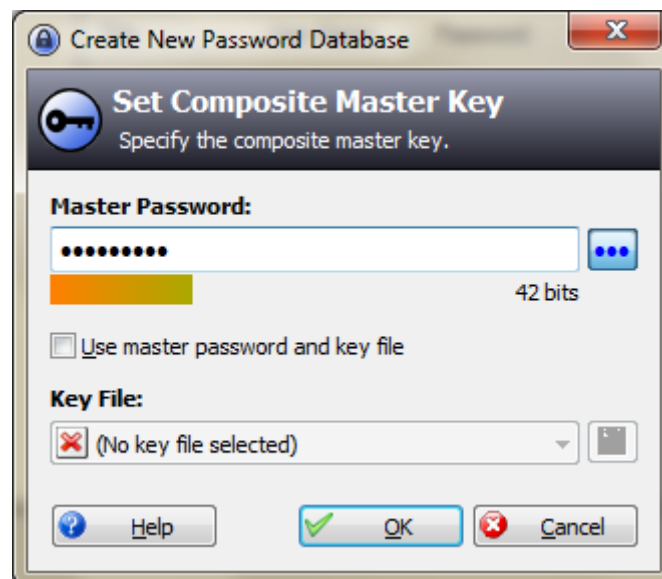 Create New Password Database
Set Composite Master Key
Specify the composite master key.
Master Password:
•••••••••
42 bits
Use master password and key file
Key File:
(No key file selected)
Help OK Cancel